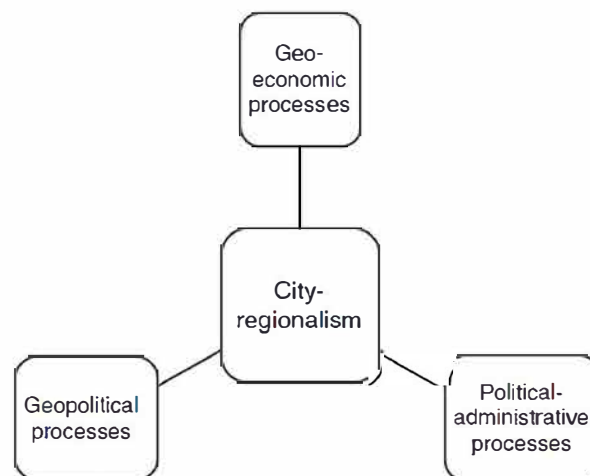 Geo-
economic
processes
City-
regionalism
Geopolitical
processes
Political-
administrative
processes